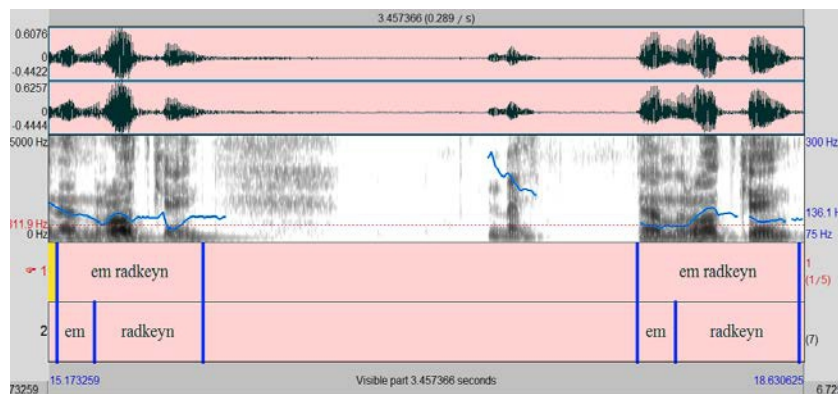 3.457366 (0.289 / s)
0.6076
0
-0.4422
0.6257
0
-0.4444
5000 Hz 300 Hz
311.9 Hz 136.1 H
0 Hz 75 Hz
1 em radkeyn em radkeyn 1
(1/5)
2 em radkeyn em radkeyn (7)
15.173259 Visible part 3.457366 seconds 18.630625
73259 6.72